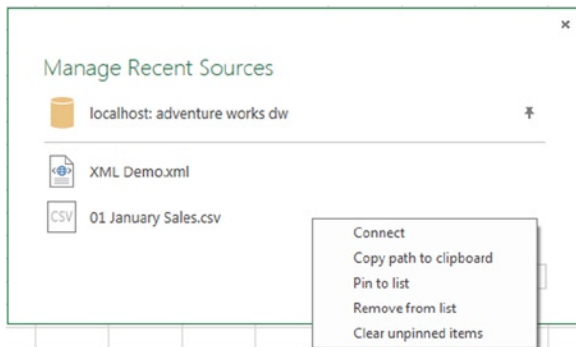 Manage Recent Sources
localhost: adventure works dw
XML Demo.xml
CSV 01 January Sales.csv
Connect
Copy path to clipboard
Pin to list
Remove from list
Clear unpinned items